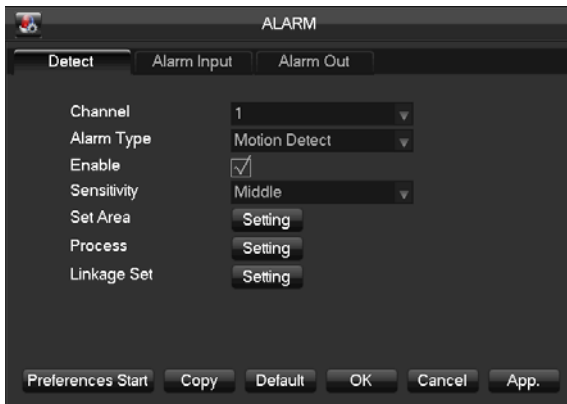 ALARM
Detect Alarm Input Alarm Out
Channel 1
Alarm Type Motion Detect
Enable
Sensitivity Middle
Set Area Setting
Process Setting
Linkage Set Setting
Preferences Start Copy Default OK Cancel App.